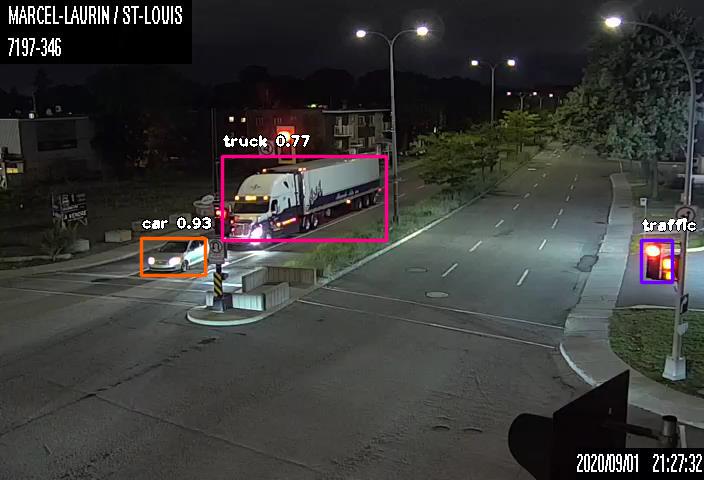 MARCEL-LAURIN / ST-LOUIS
7197-346
truck 0.77
car 0.93
traffic
À VENDRE
2020/09/01 21:27:32